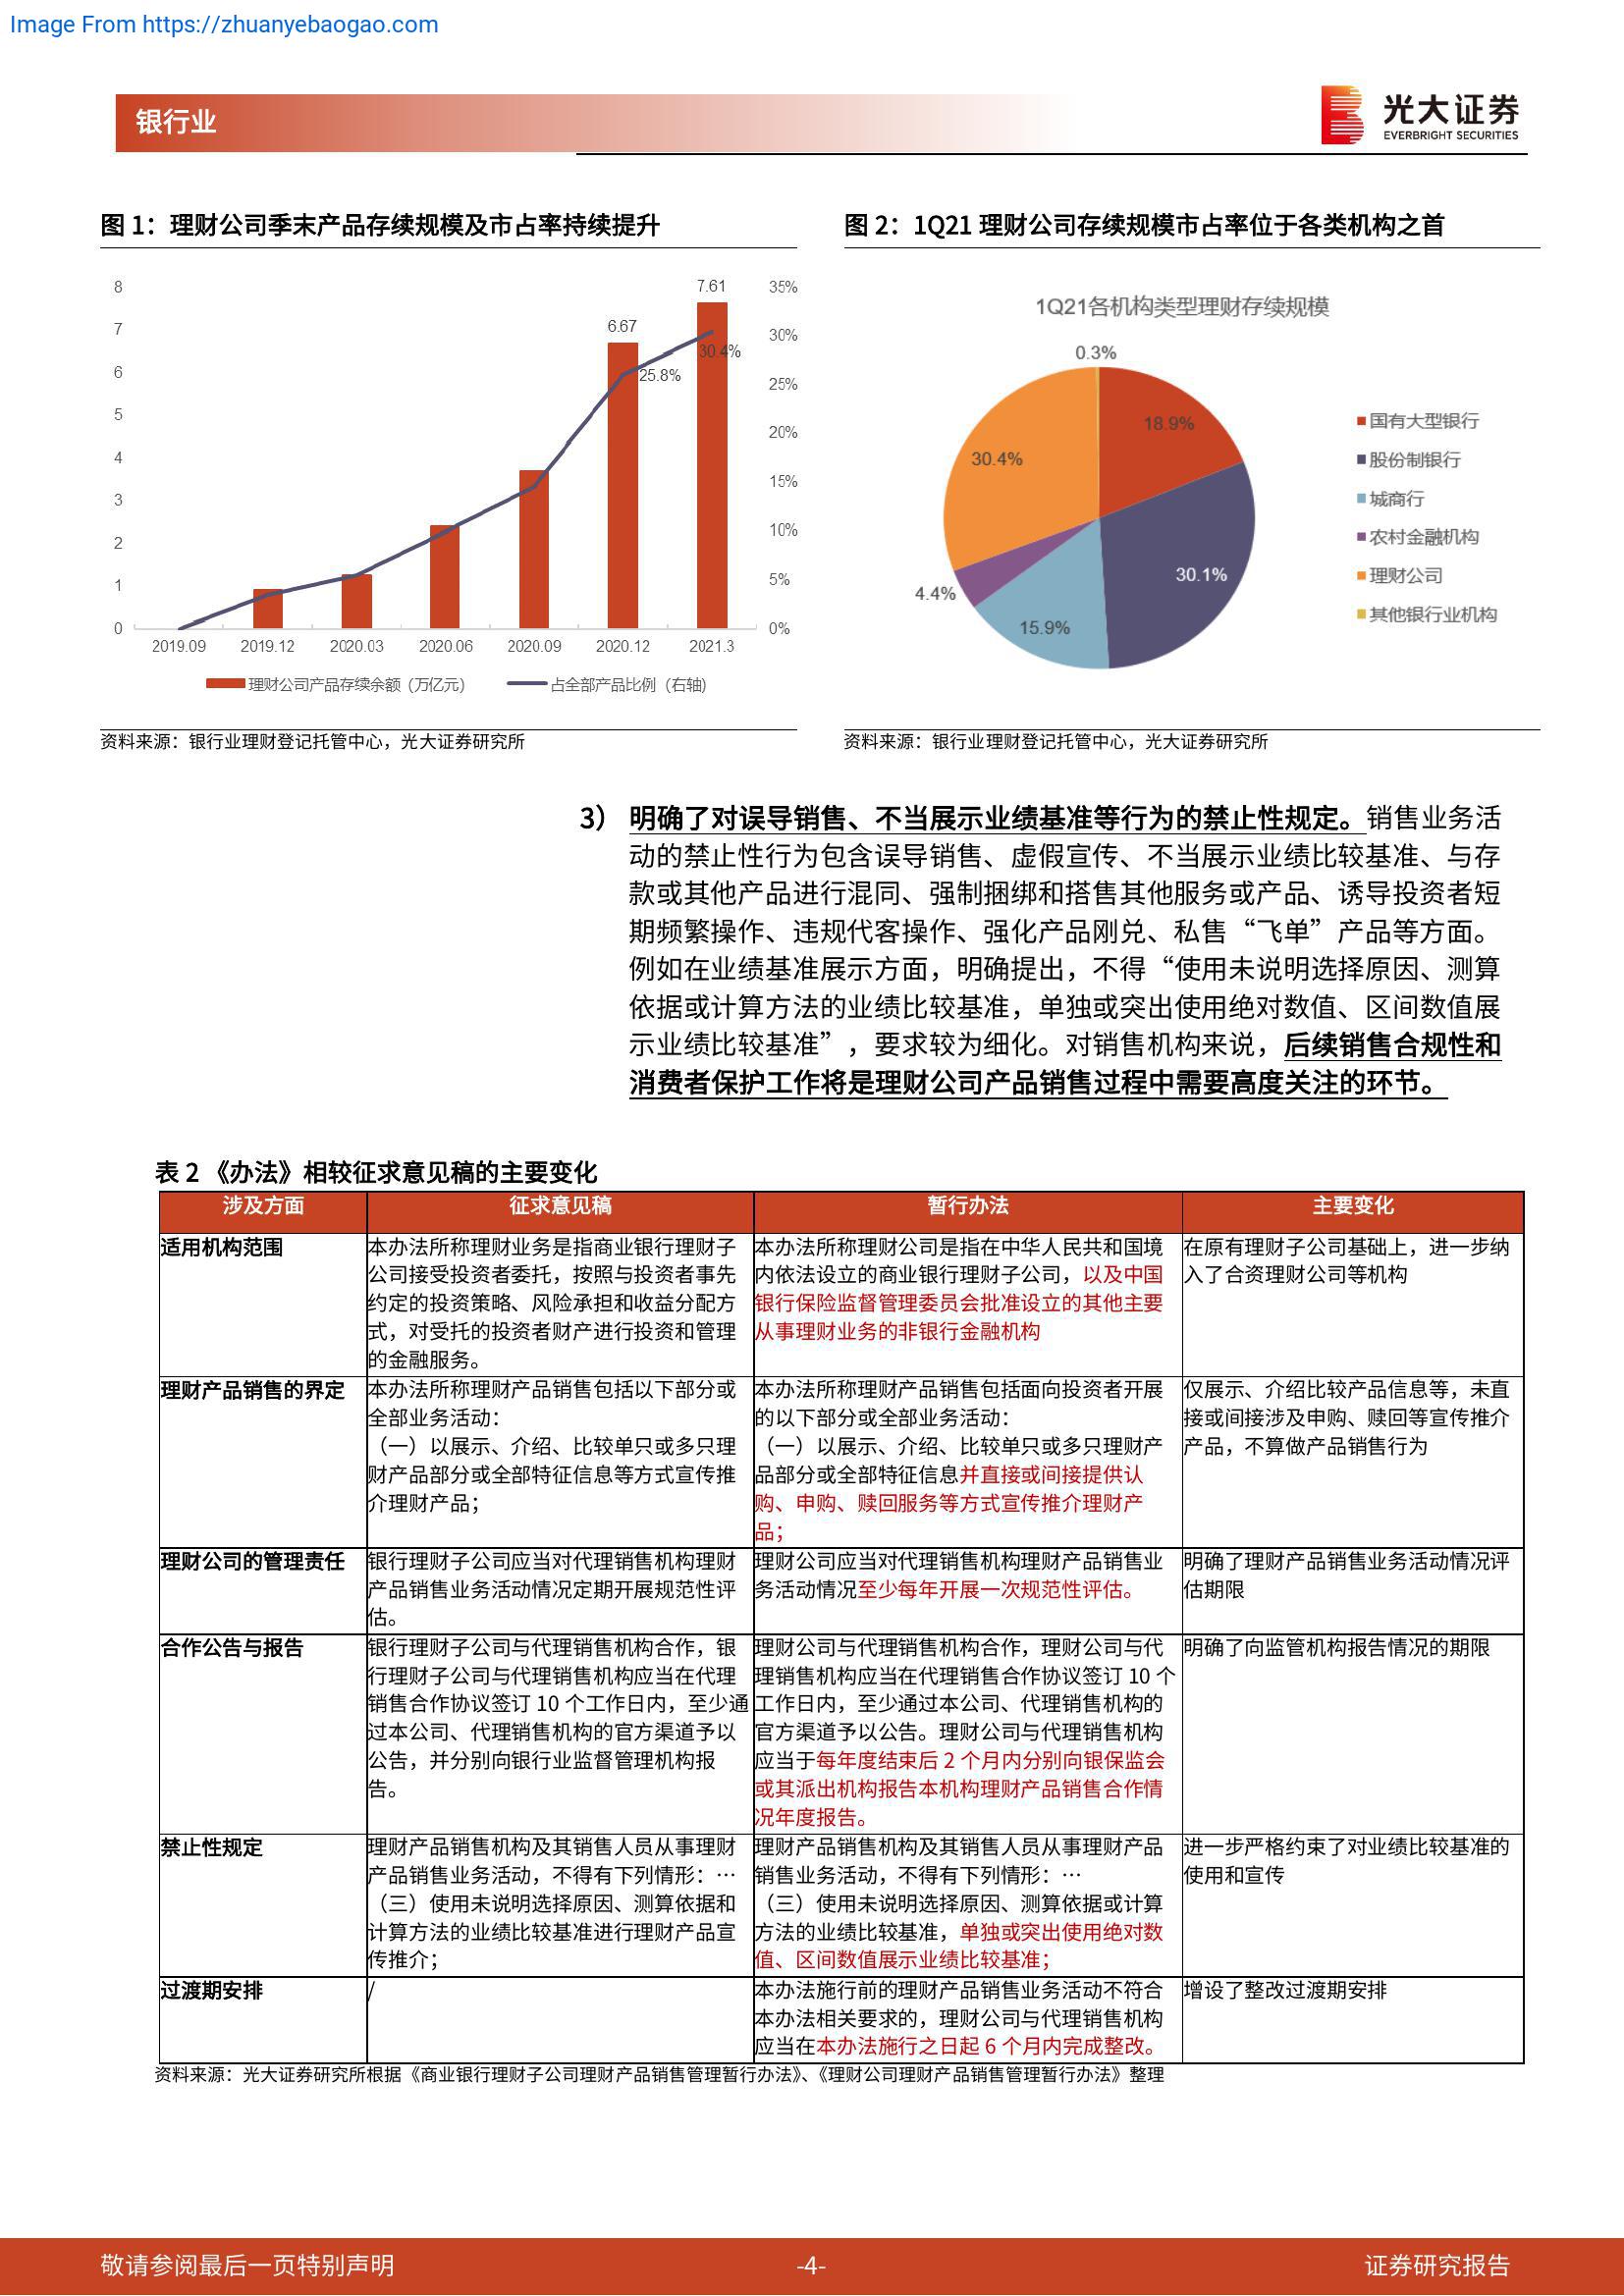 Image From https://zhuanyebaogao.com
银行业
光大证券
EVERBRIGHT SECURITIES
图 1：理财公司季末产品存续规模及市占率持续提升
8
7
6
5
4
3
2
1
0
35%
30%
25%
20%
15%
10%
5%
0%
7.61
6.67
30.4%
25.8%
2019.09 2019.12 2020.03 2020.06 2020.09 2020.12 2021.3
理财公司产品存续余额（万亿元） 占全部产品比例（右轴）
资料来源：银行业理财登记托管中心，光大证券研究所
图 2：1Q21 理财公司存续规模市占率位于各类机构之首
1Q21各机构类型理财存续规模
0.3%
18.9%
30.4%
30.1%
4.4%
15.9%
国有大型银行
股份制银行
城商行
农村金融机构
理财公司
其他银行业机构
资料来源：银行业理财登记托管中心，光大证券研究所
3） 明确了对误导销售、不当展示业绩基准等行为的禁止性规定。销售业务活
动的禁止性行为包含误导销售、虚假宣传、不当展示业绩比较基准、与存
款或其他产品进行混同、强制捆绑和搭售其他服务或产品、诱导投资者短
期频繁操作、违规代客操作、强化产品刚兑、私售“飞单”产品等方面。
例如在业绩基准展示方面，明确提出，不得“使用未说明选择原因、测算
依据或计算方法的业绩比较基准，单独或突出使用绝对数值、区间数值展
示业绩比较基准”，要求较为细化。对销售机构来说，后续销售合规性和
消费者保护工作将是理财公司产品销售过程中需要高度关注的环节。
表 2 《办法》相较征求意见稿的主要变化
涉及方面 征求意见稿 暂行办法 主要变化
适用机构范围
本办法所称理财业务是指商业银行理财子
公司接受投资者委托，按照与投资者事先
约定的投资策略、风险承担和收益分配方
式，对受托的投资者财产进行投资和管理
的金融服务。
本办法所称理财公司是指在中华人民共和国境
内依法设立的商业银行理财子公司，以及中国
银行保险监督管理委员会批准设立的其他主要
从事理财业务的非银行金融机构
在原有理财子公司基础上，进一步纳
入了合资理财公司等机构
理财产品销售的界定
本办法所称理财产品销售包括以下部分或
全部业务活动：
（一）以展示、介绍、比较单只或多只理
财产品部分或全部特征信息等方式宣传推
介理财产品；
本办法所称理财产品销售包括面向投资者开展
的以下部分或全部业务活动：
（一）以展示、介绍、比较单只或多只理财产
品部分或全部特征信息并直接或间接提供认
购、申购、赎回服务等方式宣传推介理财产
品；
仅展示、介绍比较产品信息等，未直
接或间接涉及申购、赎回等宣传推介
产品，不算做产品销售行为
理财公司的管理责任
银行理财子公司应当对代理销售机构理财
产品销售业务活动情况定期开展规范性评
估。
理财公司应当对代理销售机构理财产品销售业
务活动情况至少每年开展一次规范性评估。
明确了理财产品销售业务活动情况评
估期限
合作公告与报告
银行理财子公司与代理销售机构合作，银
行理财子公司与代理销售机构应当在代理
销售合作协议签订 10 个工作日内，至少通
过本公司、代理销售机构的官方渠道予以
公告，并分别向银行业监督管理机构报
告。
理财公司与代理销售机构合作，理财公司与代
理销售机构应当在代理销售合作协议签订 10 个
工作日内，至少通过本公司、代理销售机构的
官方渠道予以公告。理财公司与代理销售机构
应当于每年度结束后 2 个月内分别向银保监会
或其派出机构报告本机构理财产品销售合作情
况年度报告。
明确了向监管机构报告情况的期限
禁止性规定
理财产品销售机构及其销售人员从事理财
产品销售业务活动，不得有下列情形：…
（三）使用未说明选择原因、测算依据和
计算方法的业绩比较基准进行理财产品宣
传推介；
理财产品销售机构及其销售人员从事理财产品
销售业务活动，不得有下列情形：…
（三）使用未说明选择原因、测算依据或计算
方法的业绩比较基准，单独或突出使用绝对数
值、区间数值展示业绩比较基准；
进一步严格约束了对业绩比较基准的
使用和宣传
过渡期安排
/
本办法施行前的理财产品销售业务活动不符合
本办法相关要求的，理财公司与代理销售机构
应当在本办法施行之日起 6 个月内完成整改。
增设了整改过渡期安排
资料来源：光大证券研究所根据《商业银行理财子公司理财产品销售管理暂行办法》、《理财公司理财产品销售管理暂行办法》整理
敬请参阅最后一页特别声明 -4- 证券研究报告